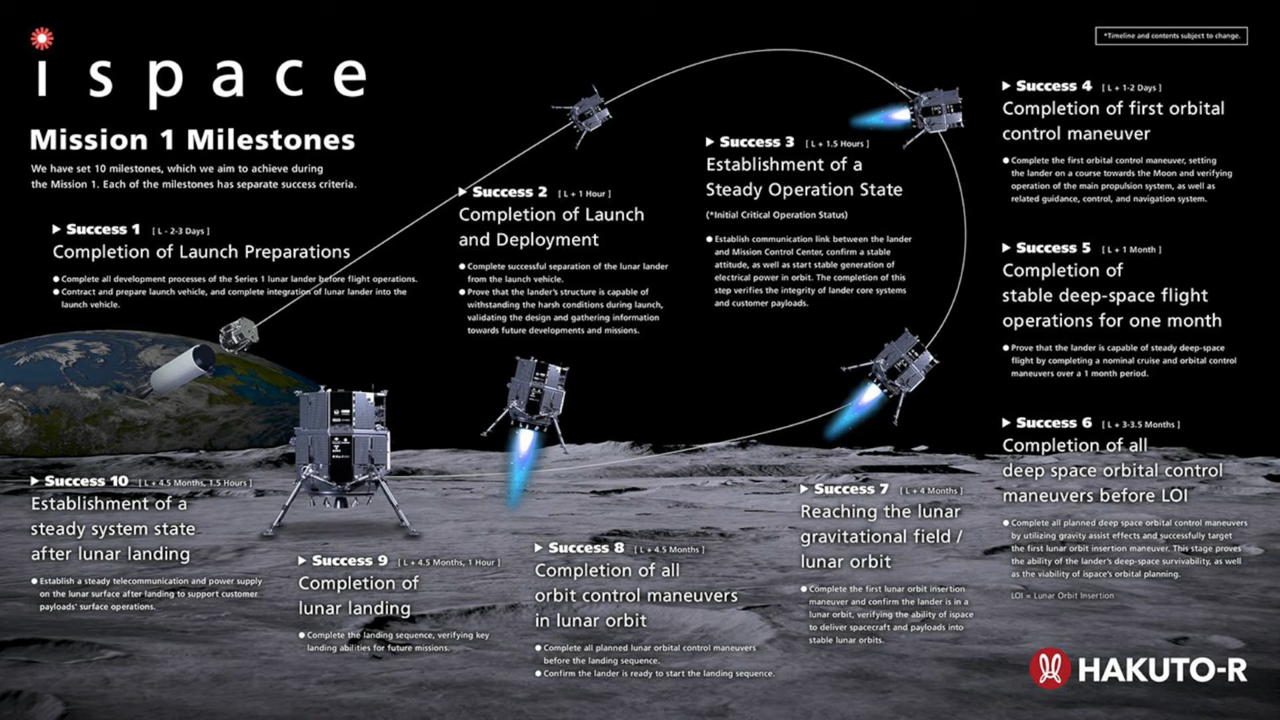 *Timeline and contents subject to change.
ispace
Mission 1 Milestones
We have set 10 milestones, which we aim to achieve during
the Mission 1. Each of the milestones has separate success criteria.
▶ Success 1 [ L - 2-3 Days ]
Completion of Launch Preparations
● Complete all development processes of the Series 1 lunar lander before flight operations.
● Contract and prepare launch vehicle, and complete integration of lunar lander into the
launch vehicle.
▶ Success 2 [ L + 1 Hour ]
Completion of Launch
and Deployment
● Complete successful separation of the lunar lander
from the launch vehicle.
● Prove that the lander's structure is capable of
withstanding the harsh conditions during launch,
validating the design and gathering information
towards future developments and missions.
▶ Success 3 [ L + 1.5 Hours ]
Establishment of a
Steady Operation State
(*Initial Critical Operation Status)
● Establish communication link between the lander
and Mission Control Center, confirm a stable
attitude, as well as start stable generation of
electrical power in orbit. The completion of this
step verifies the integrity of lander core systems
and customer payloads.
▶ Success 4 [ L + 1-2 Days ]
Completion of first orbital
control maneuver
● Complete the first orbital control maneuver, setting
the lander on a course towards the Moon and verifying
operation of the main propulsion system, as well as
related guidance, control, and navigation system.
▶ Success 5 [ L + 1 Month ]
Completion of
stable deep-space flight
operations for one month
● Prove that the lander is capable of steady deep-space
flight by completing a nominal cruise and orbital control
maneuvers over a 1 month period.
▶ Success 6 [ L + 3-3.5 Months ]
Completion of all
deep space orbital control
maneuvers before LOI
● Complete all planned deep space orbital control maneuvers
by utilizing gravity assist effects and successfully target
the first lunar orbit insertion maneuver. This stage proves
the ability of the lander's deep-space survivability, as well
as the viability of ispace's orbital planning.
LOI = Lunar Orbit Insertion
▶ Success 7 [ L + 4 Months ]
Reaching the lunar
gravitational field /
lunar orbit
● Complete the first lunar orbit insertion
maneuver and confirm the lander is in a
lunar orbit, verifying the ability of ispace
to deliver spacecraft and payloads into
stable lunar orbits.
▶ Success 8 [ L + 4.5 Months ]
Completion of all
orbit control maneuvers
in lunar orbit
● Complete all planned lunar orbital control maneuvers
before the landing sequence.
● Confirm the lander is ready to start the landing sequence.
▶ Success 9 [ L + 4.5 Months, 1 Hour ]
Completion of
lunar landing
● Complete the landing sequence, verifying key
landing abilities for future missions.
▶ Success 10 [ L + 4.5 Months, 1.5 Hours ]
Establishment of a
steady system state
after lunar landing
● Establish a steady telecommunication and power supply
on the lunar surface after landing to support customer
payloads' surface operations.
HAKUTO-R